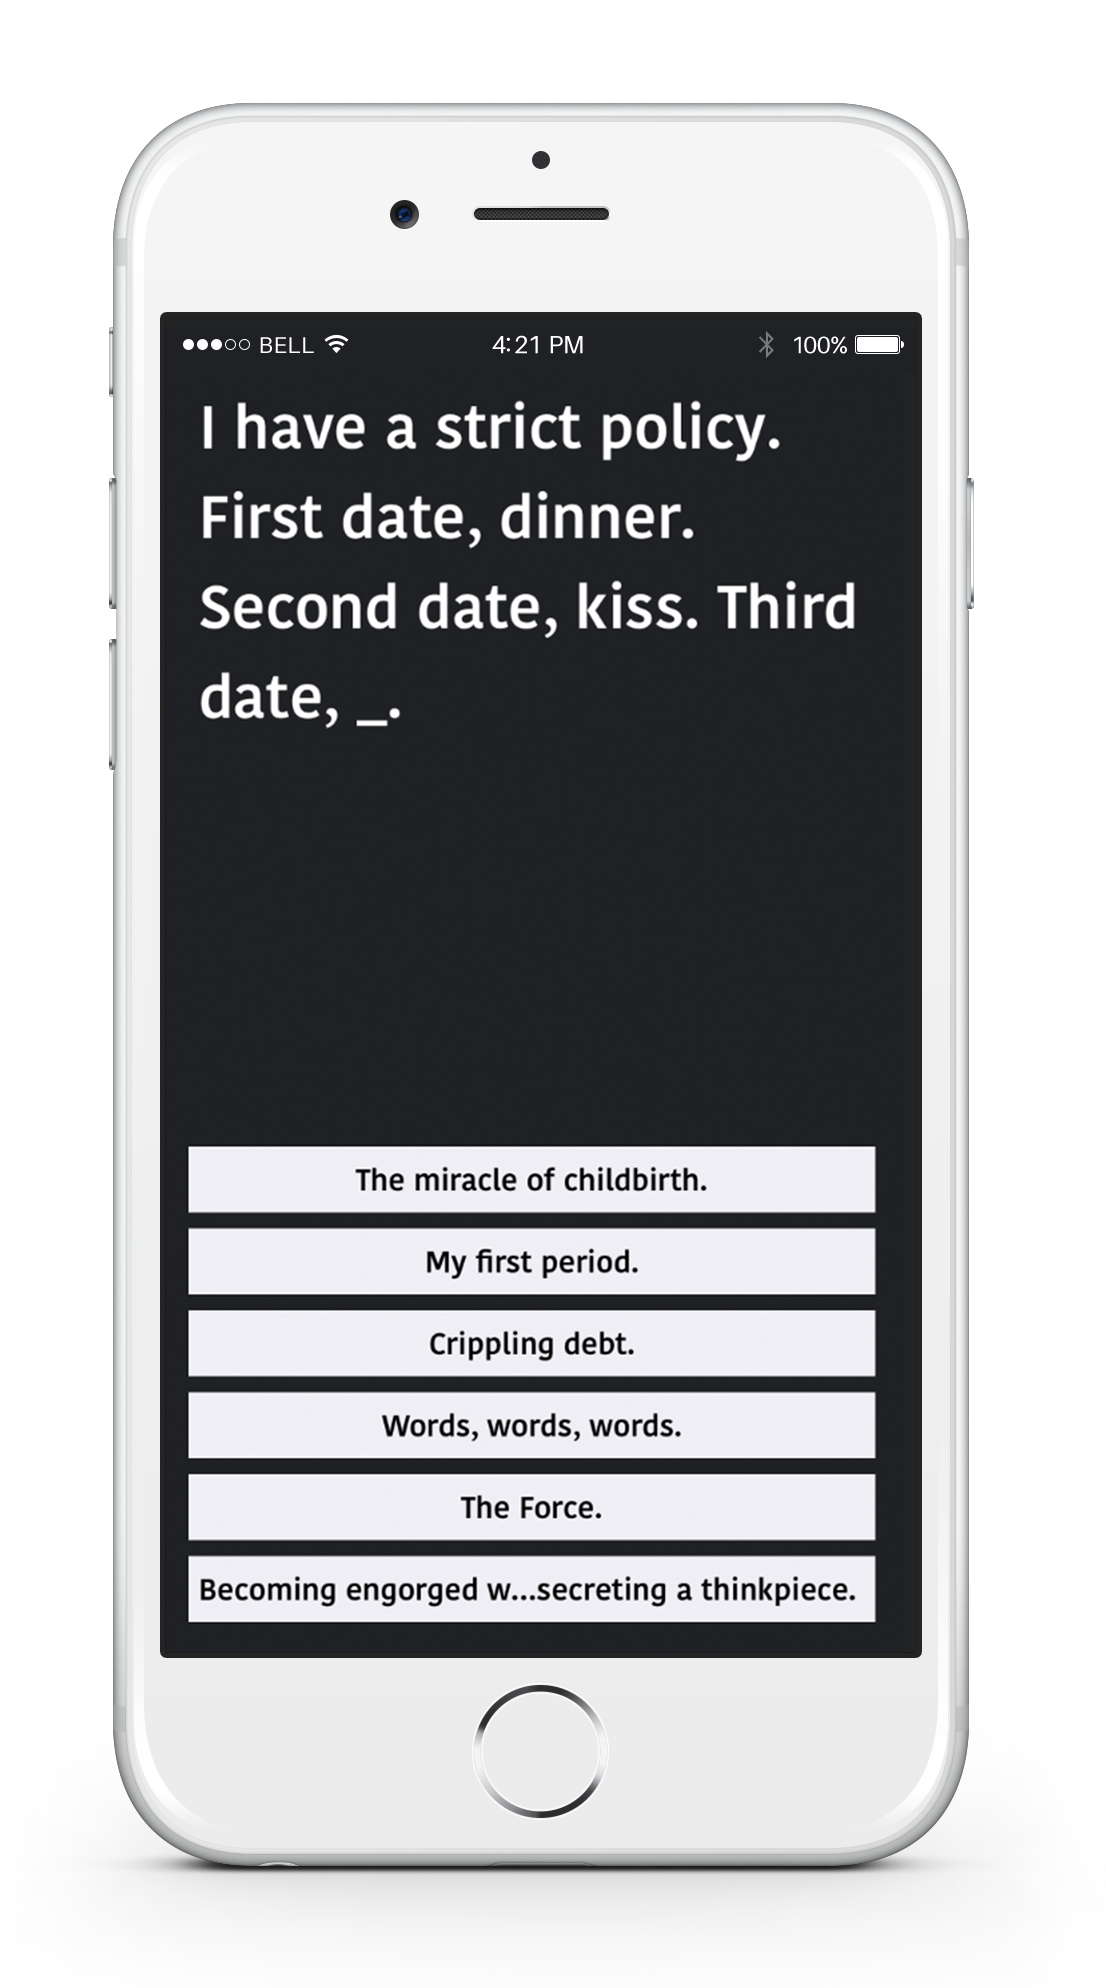 BELL 4:21 PM 100%
I have a strict policy.
First date, dinner.
Second date, kiss. Third
date, _.
The miracle of childbirth.
My first period.
Crippling debt.
Words, words, words.
The Force.
Becoming engorged w...secreting a thinkpiece.